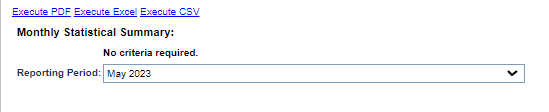 Execute PDF Execute Excel Execute CSV
Monthly Statistical Summary:
No criteria required.
Reporting Period: May 2023